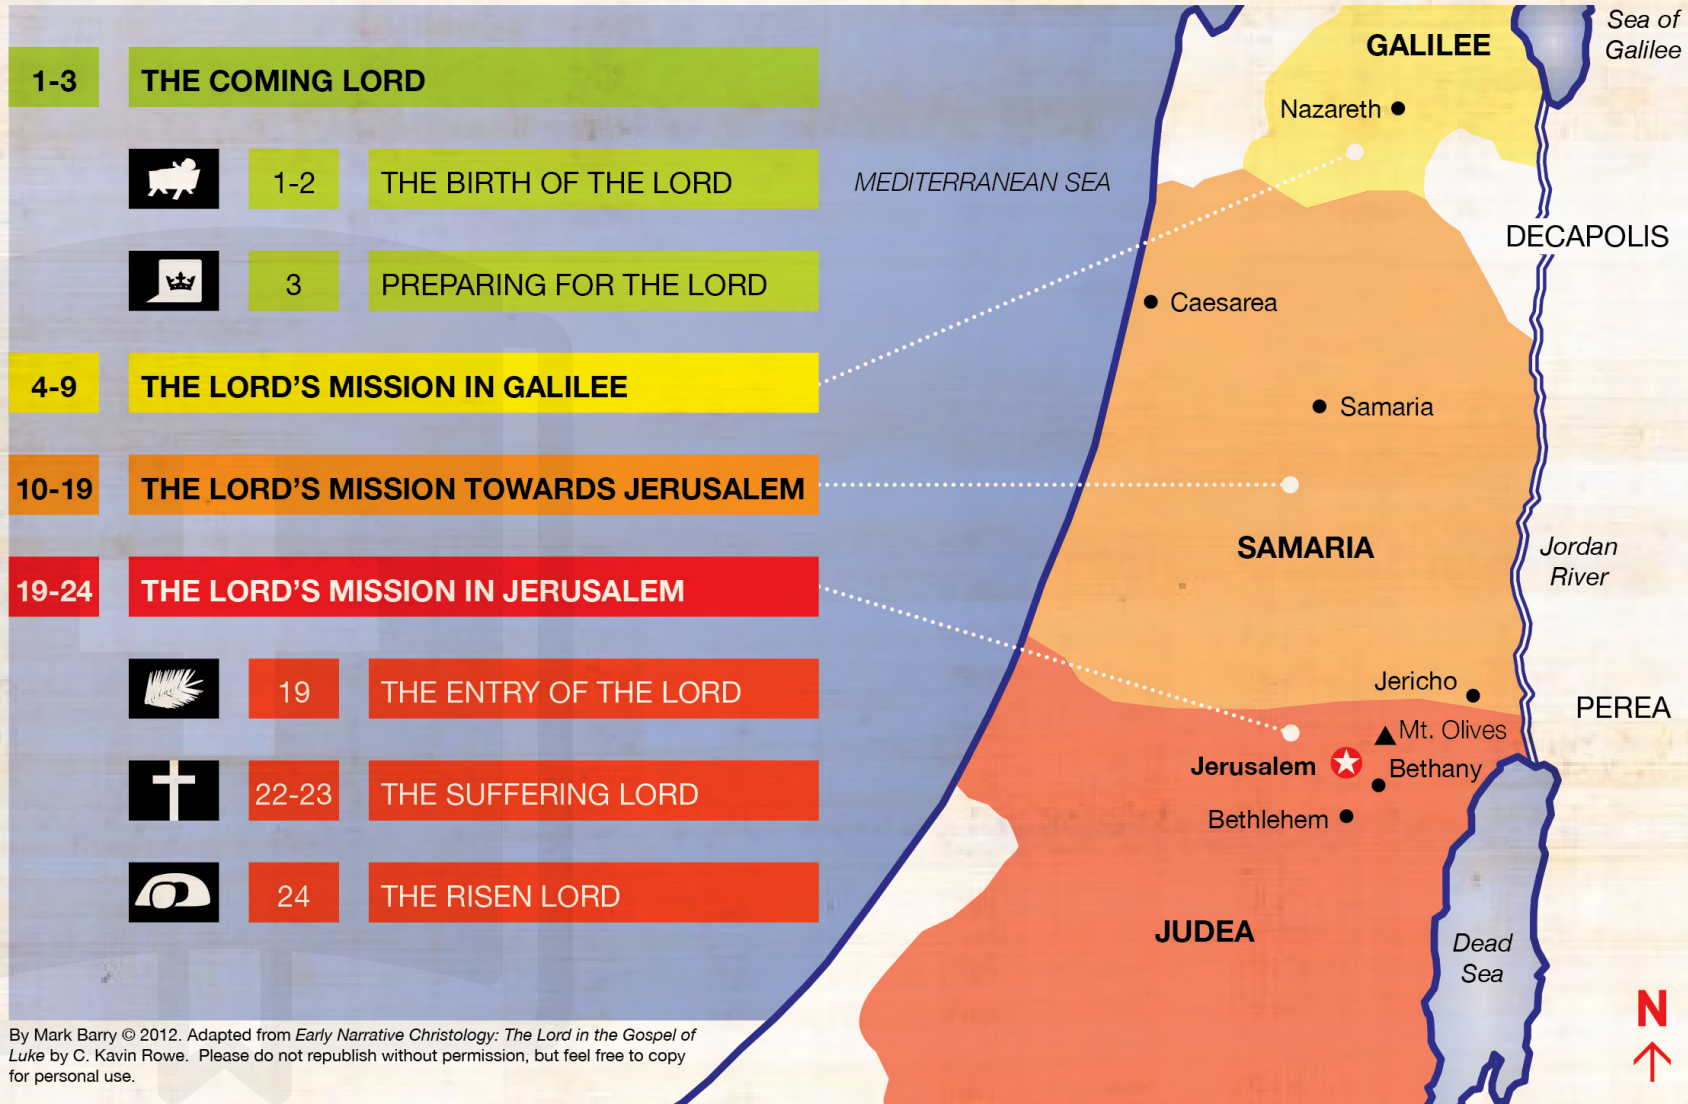 1-3 THE COMING LORD
1-2 THE BIRTH OF THE LORD
3 PREPARING FOR THE LORD
4-9 THE LORD'S MISSION IN GALILEE
10-19 THE LORD'S MISSION TOWARDS JERUSALEM
19-24 THE LORD'S MISSION IN JERUSALEM
19 THE ENTRY OF THE LORD
22-23 THE SUFFERING LORD
24 THE RISEN LORD
By Mark Barry © 2012. Adapted from Early Narrative Christology: The Lord in the Gospel of
Luke by C. Kavin Rowe.  Please do not republish without permission, but feel free to copy
for personal use.
MEDITERRANEAN SEA
Sea of
Galilee
GALILEE
Nazareth
DECAPOLIS
Caesarea
Samaria
SAMARIA
Jordan
River
Jericho
PEREA
Mt. Olives
Jerusalem
Bethany
Bethlehem
JUDEA
Dead
Sea
N